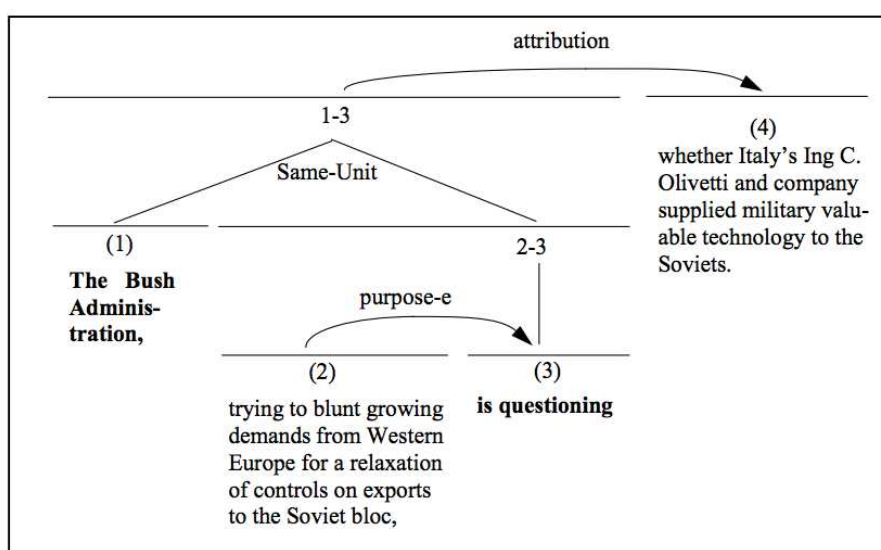 attribution
1-3
Same-Unit
(4)
whether Italy's Ing C.
Olivetti and company
supplied military valu-
able technology to the
Soviets.
(1)
The Bush
Adminis-
tration,
2-3
purpose-e
(2)
trying to blunt growing
demands from Western
Europe for a relaxation
of controls on exports
to the Soviet bloc,
(3)
is questioning